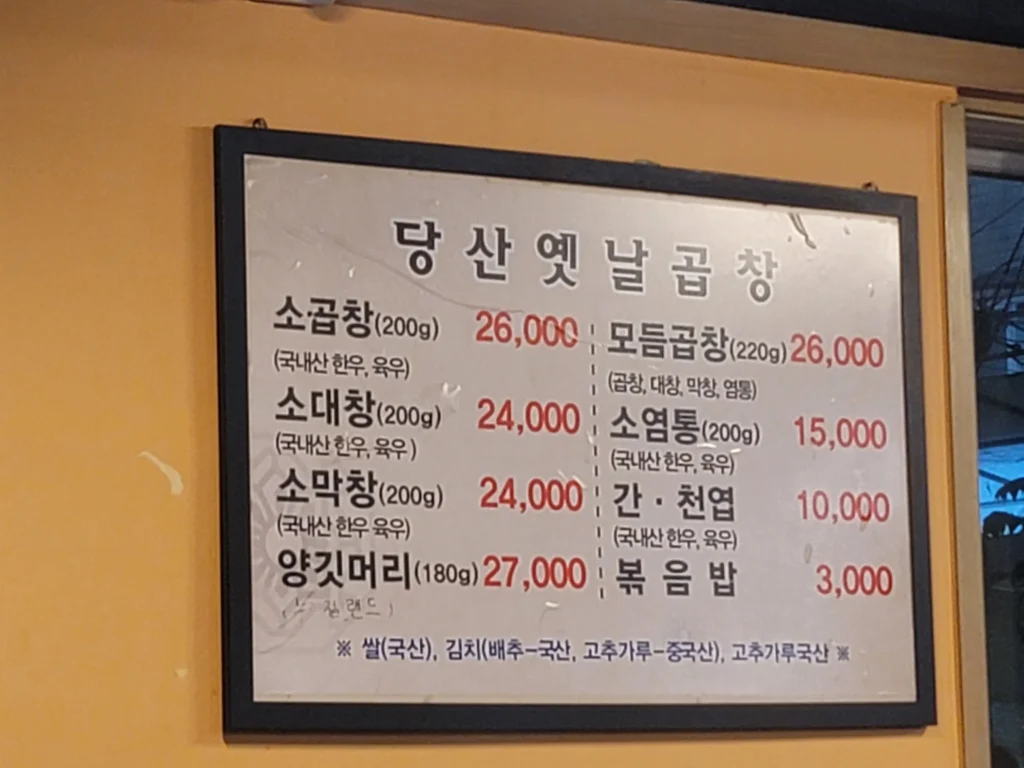 당산옛날곱창
소곱창(200g) 26,000
(국내산 한우, 육우)
소대창(200g) 24,000
(국내산 한우, 육우)
소막창(200g) 24,000
(국내산 한우 육우)
양깃머리(180g) 27,000
(뉴질랜드)
모듬곱창(220g) 26,000
(곱창, 대창, 막창, 염통)
소염통(200g) 15,000
(국내산 한우, 육우)
간·천엽 10,000
(국내산 한우, 육우)
볶음밥 3,000
※ 쌀(국산), 김치(배추-국산, 고추가루-중국산), 고추가루국산 ※